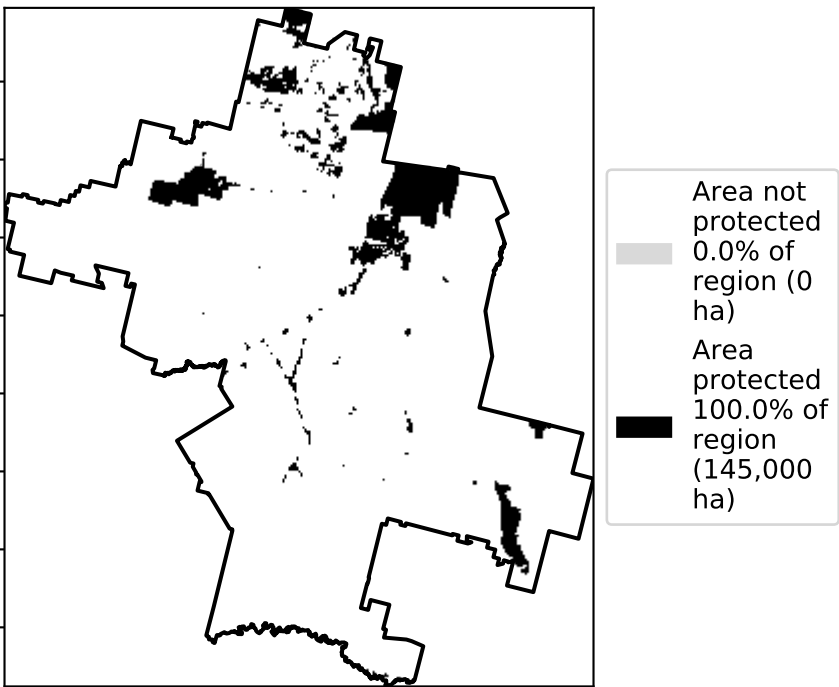 Area not
protected
0.0% of
region (0
ha)
Area
protected
100.0% of
region
(145,000
ha)